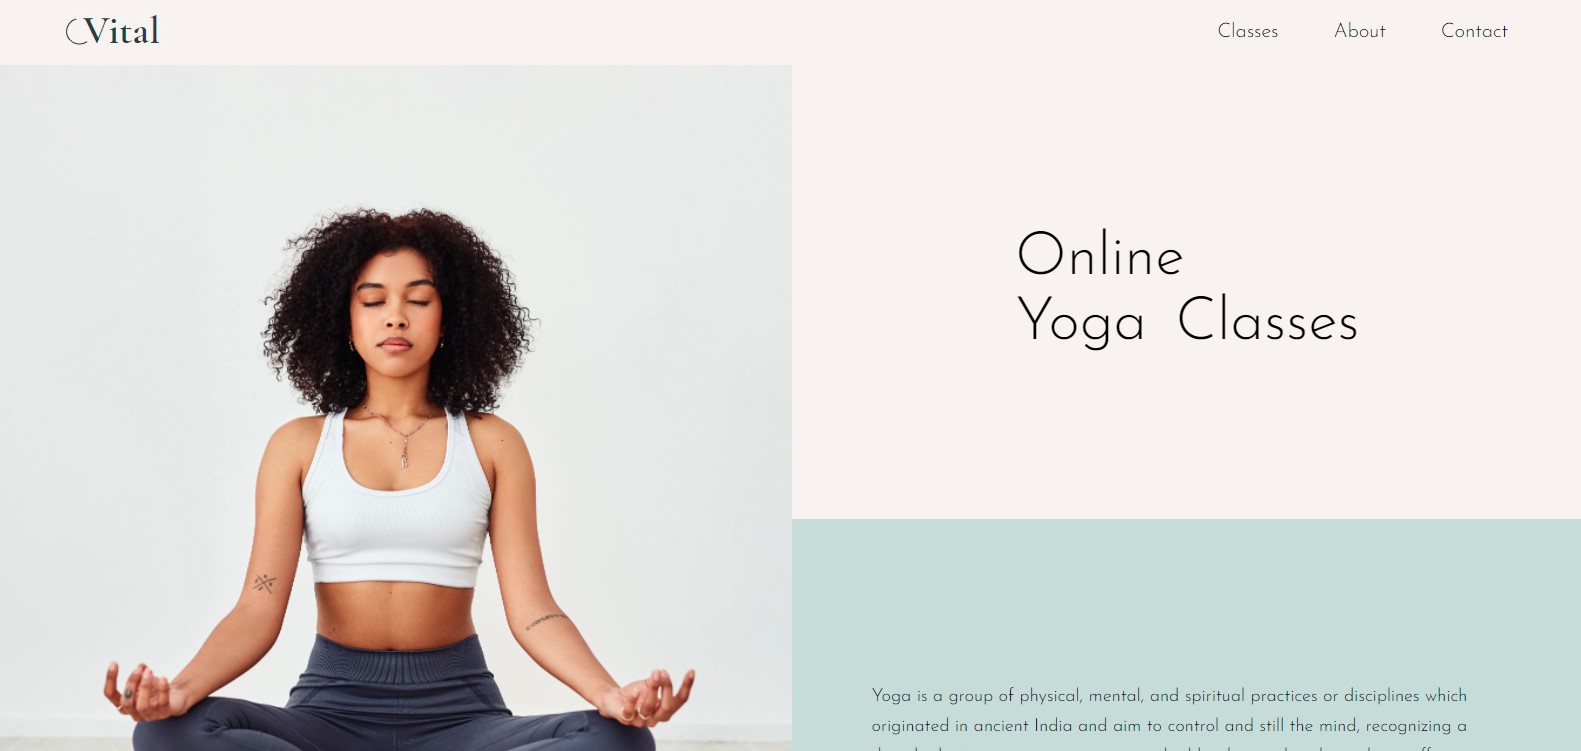 Vital
Classes About Contact
Online
Yoga Classes
Yoga is a group of physical, mental, and spiritual practices or disciplines which
originated in ancient India and aim to control and still the mind, recognizing a